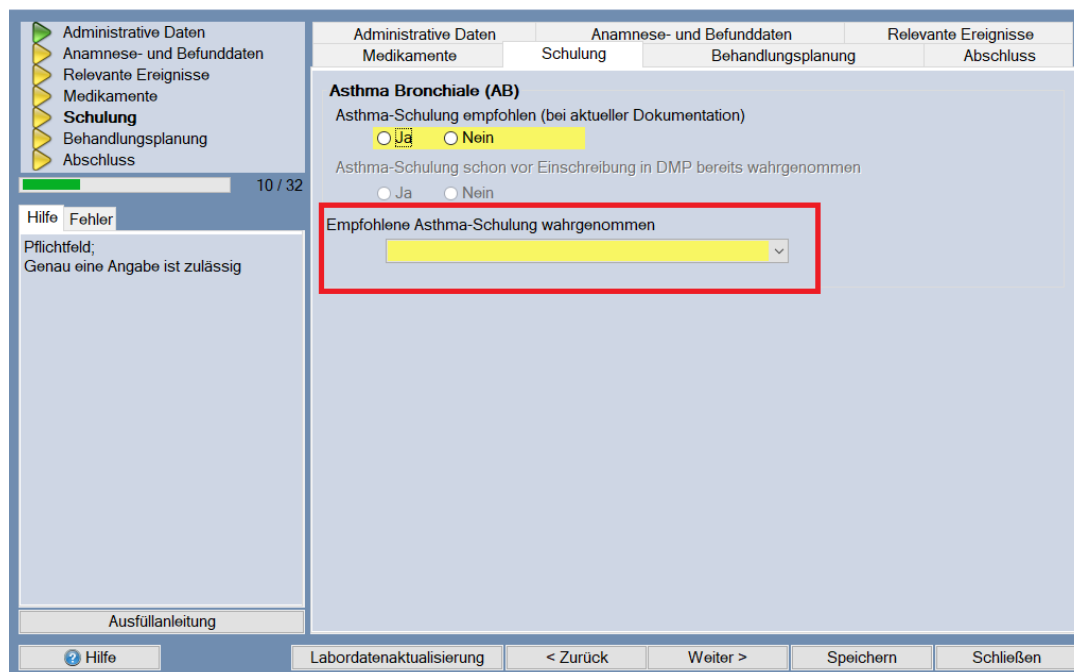 Administrative Daten
Anamnese- und Befunddaten
Relevante Ereignisse
Medikamente
Schulung
Behandlungsplanung
Abschluss
10 / 32
Hilfe Fehler
Pflichtfeld;
Genau eine Angabe ist zulässig
Ausfüllanleitung
Administrative Daten Anamnese- und Befunddaten Relevante Ereignisse
Medikamente Schulung Behandlungsplanung Abschluss
Asthma Bronchiale (AB)
Asthma-Schulung empfohlen (bei aktueller Dokumentation)
Ja Nein
Asthma-Schulung schon vor Einschreibung in DMP bereits wahrgenommen
Ja Nein
Empfohlene Asthma-Schulung wahrgenommen
Hilfe Labordatenaktualisierung < Zurück Weiter > Speichern Schließen